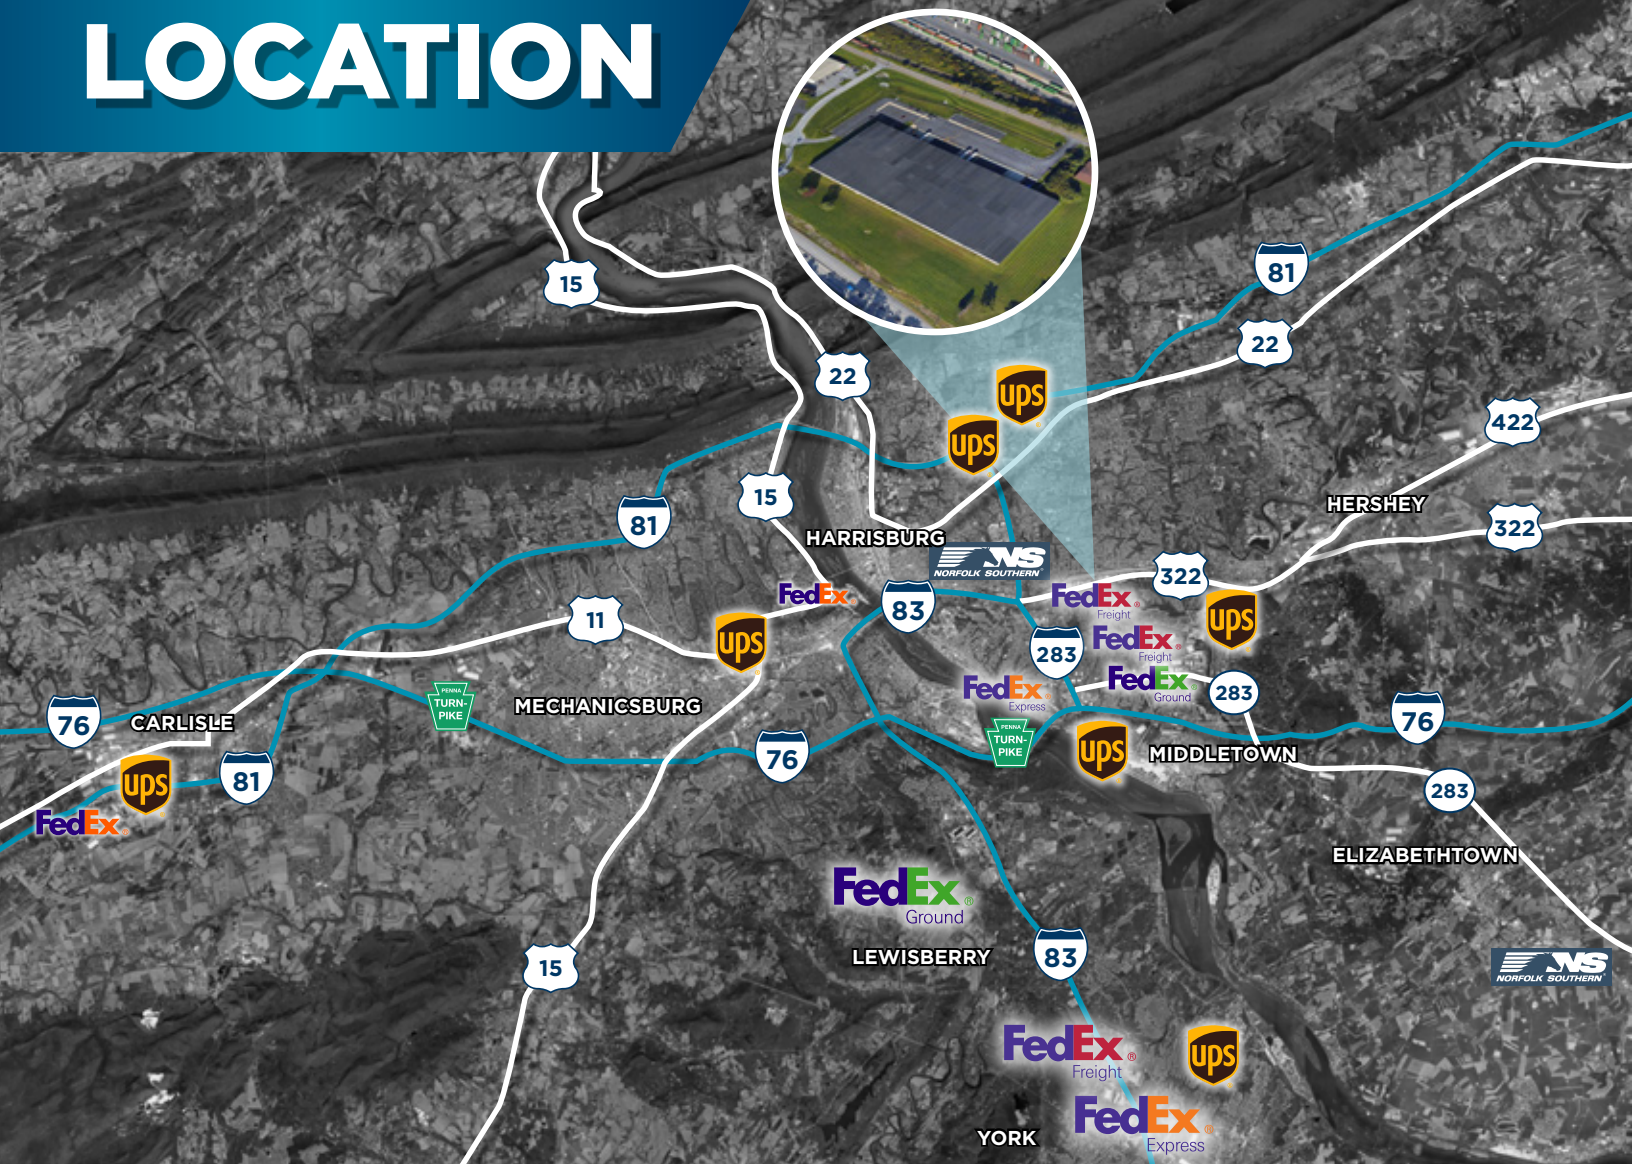 LOCATION
15
81
22
22
ups
ups
422
15
HERSHEY
81
322
HARRISBURG
NS
NORFOLK SOUTHERN
322
FedEx®
83
FedEx®
Freight
11
ups
ups
283
FedEx®
Freight
FedEx®
Ground
283
FedEx®
Express
PENNA
TURN-
PIKE
MECHANICSBURG
76
CARLISLE
76
PENNA
TURN-
PIKE
76
ups
MIDDLETOWN
ups
81
283
FedEx®
ELIZABETHTOWN
FedEx®
Ground
LEWISBERRY
83
15
NS
NORFOLK SOUTHERN
FedEx®
Freight
ups
FedEx®
Express
YORK